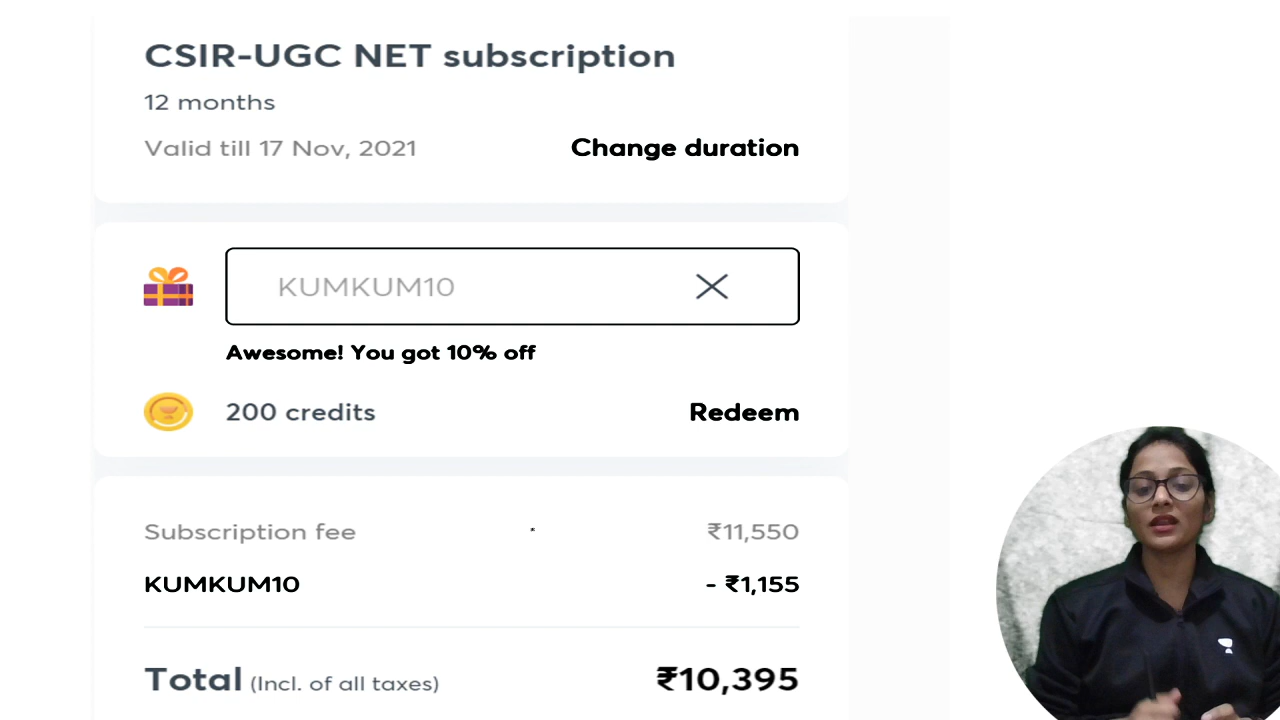 CSIR-UGC NET subscription
12 months
Valid till 17 Nov, 2021 Change duration
KUMKUM10
Awesome! You got 10% off
200 credits Redeem
Subscription fee ₹11,550
KUMKUM10 - ₹1,155
Total (Incl. of all taxes) ₹10,395